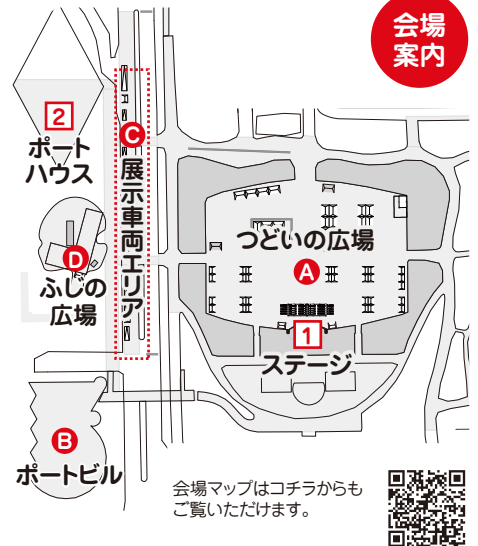 会場
案内
2
ポート
ハウス
C
展示車両エリア
つどいの広場
A
D
ふじの
広場
1
ステージ
B
ポートビル
会場マップはコチラからも
ご覧いただけます。